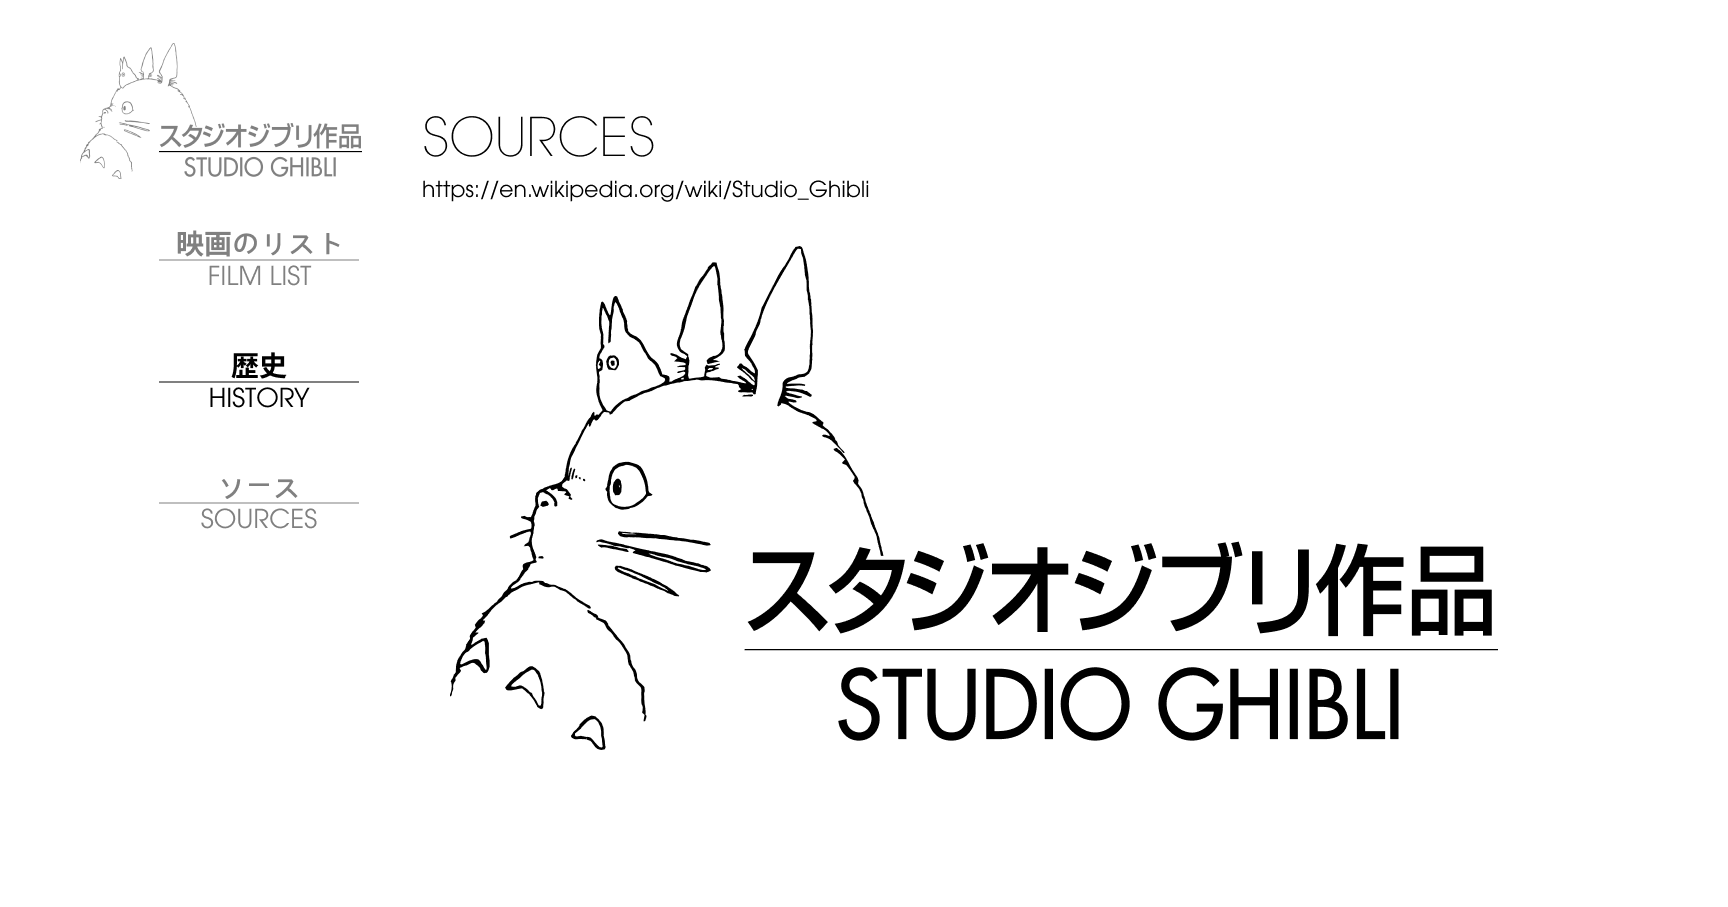 スタジオジブリ作品
STUDIO GHIBLI
映画のリスト
FILM LIST
歴史
HISTORY
ソース
SOURCES
SOURCES
https://en.wikipedia.org/wiki/Studio_Ghibli
スタジオジブリ作品
STUDIO GHIBLI